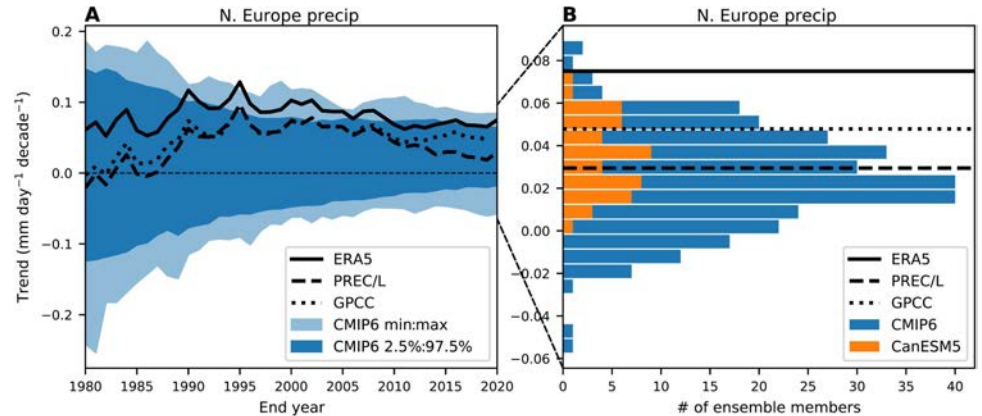 A
N. Europe precip
Trend (mm day⁻¹ decade⁻¹)
0.2
0.1
0.0
−0.1
−0.2
ERA5
PREC/L
GPCC
CMIP6 min:max
CMIP6 2.5%:97.5%
1980 1985 1990 1995 2000 2005 2010 2015 2020
End year
B
N. Europe precip
0.08
0.06
0.04
0.02
0.00
−0.02
−0.04
−0.06
ERA5
PREC/L
GPCC
CMIP6
CanESM5
0 5 10 15 20 25 30 35 40
# of ensemble members